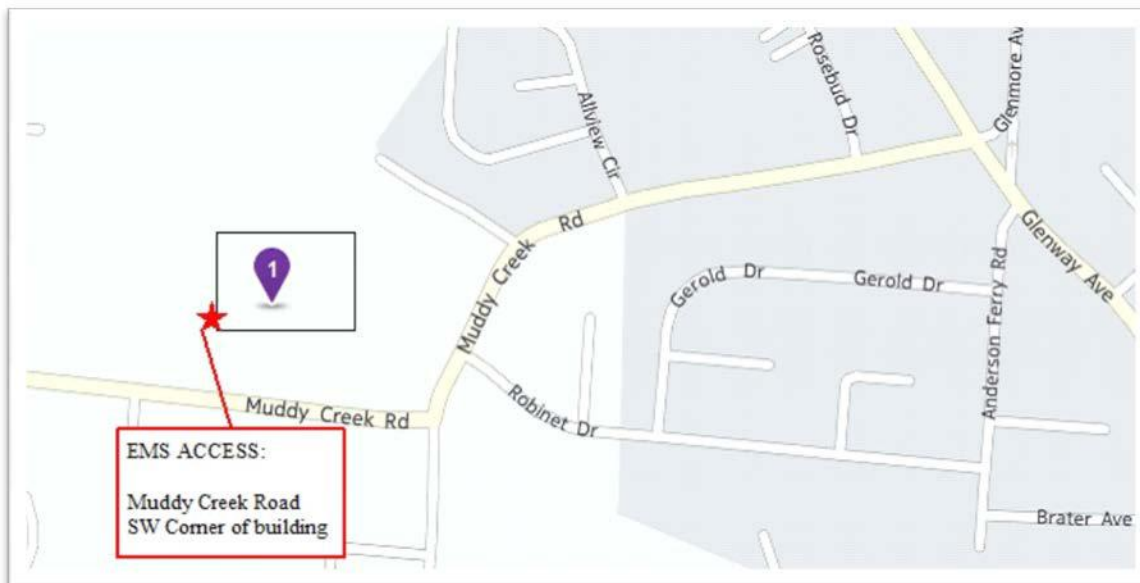 Glenmore Av
Rosebud Dr
Allview Cir
Muddy Creek Rd
Glenway Ave
1
Gerold Dr
Gerold Dr
Anderson Ferry Rd
Muddy Creek Rd
Robinet Dr
EMS ACCESS:
Muddy Creek Road
SW Corner of building
Brater Ave